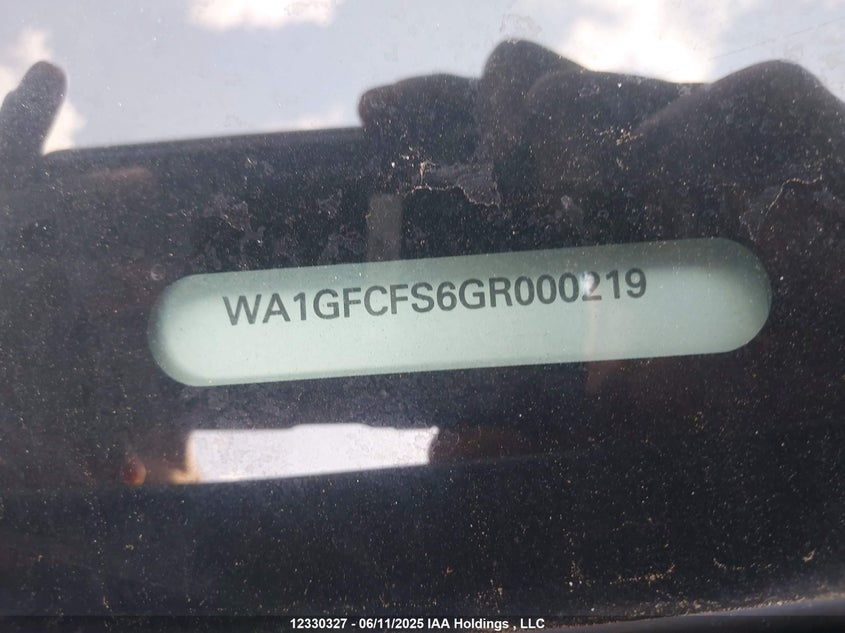 WA1GFCFS6GR000219
12330327 - 06/11/2025 IAA Holdings , LLC